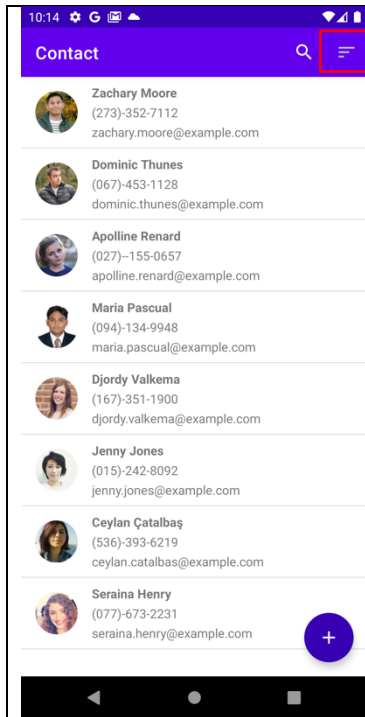 10:14
Contact
Zachary Moore
(273)-352-7112
zachary.moore@example.com
Dominic Thunes
(067)-453-1128
dominic.thunes@example.com
Apolline Renard
(027)--155-0657
apolline.renard@example.com
Maria Pascual
(094)-134-9948
maria.pascual@example.com
Djordy Valkema
(167)-351-1900
djordy.valkema@example.com
Jenny Jones
(015)-242-8092
jenny.jones@example.com
Ceylan Çatalbaş
(536)-393-6219
ceylan.catalbas@example.com
Seraina Henry
(077)-673-2231
seraina.henry@example.com